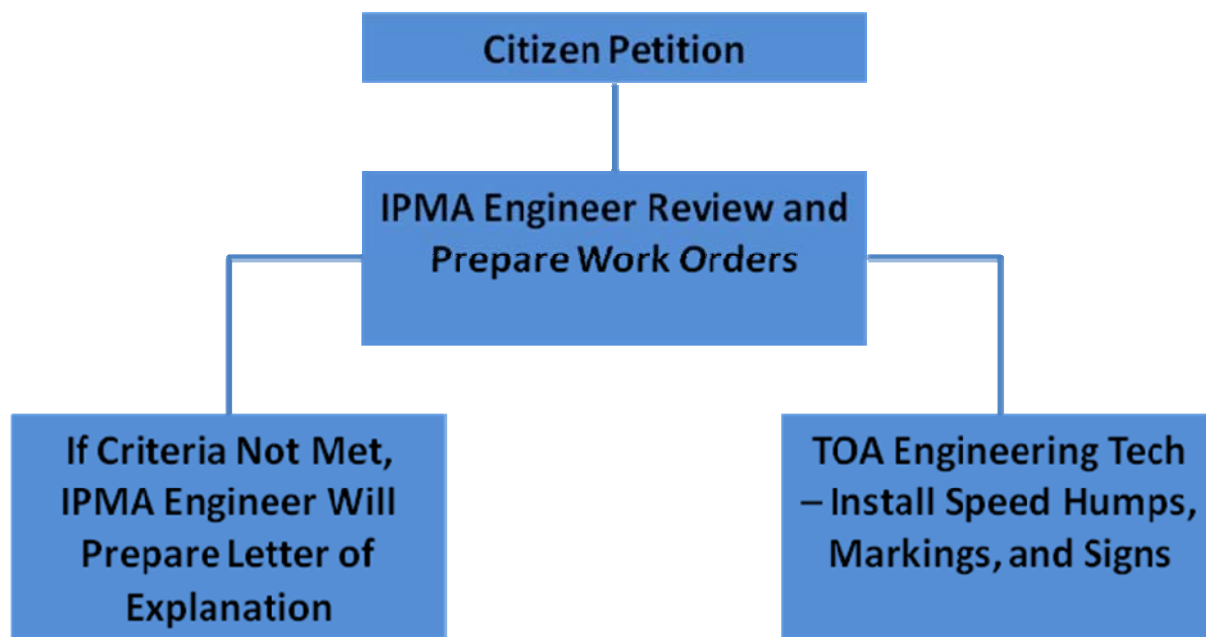 Citizen Petition
IPMA Engineer Review and
Prepare Work Orders
If Criteria Not Met,
IPMA Engineer Will
Prepare Letter of
Explanation
TOA Engineering Tech
– Install Speed Humps,
Markings, and Signs